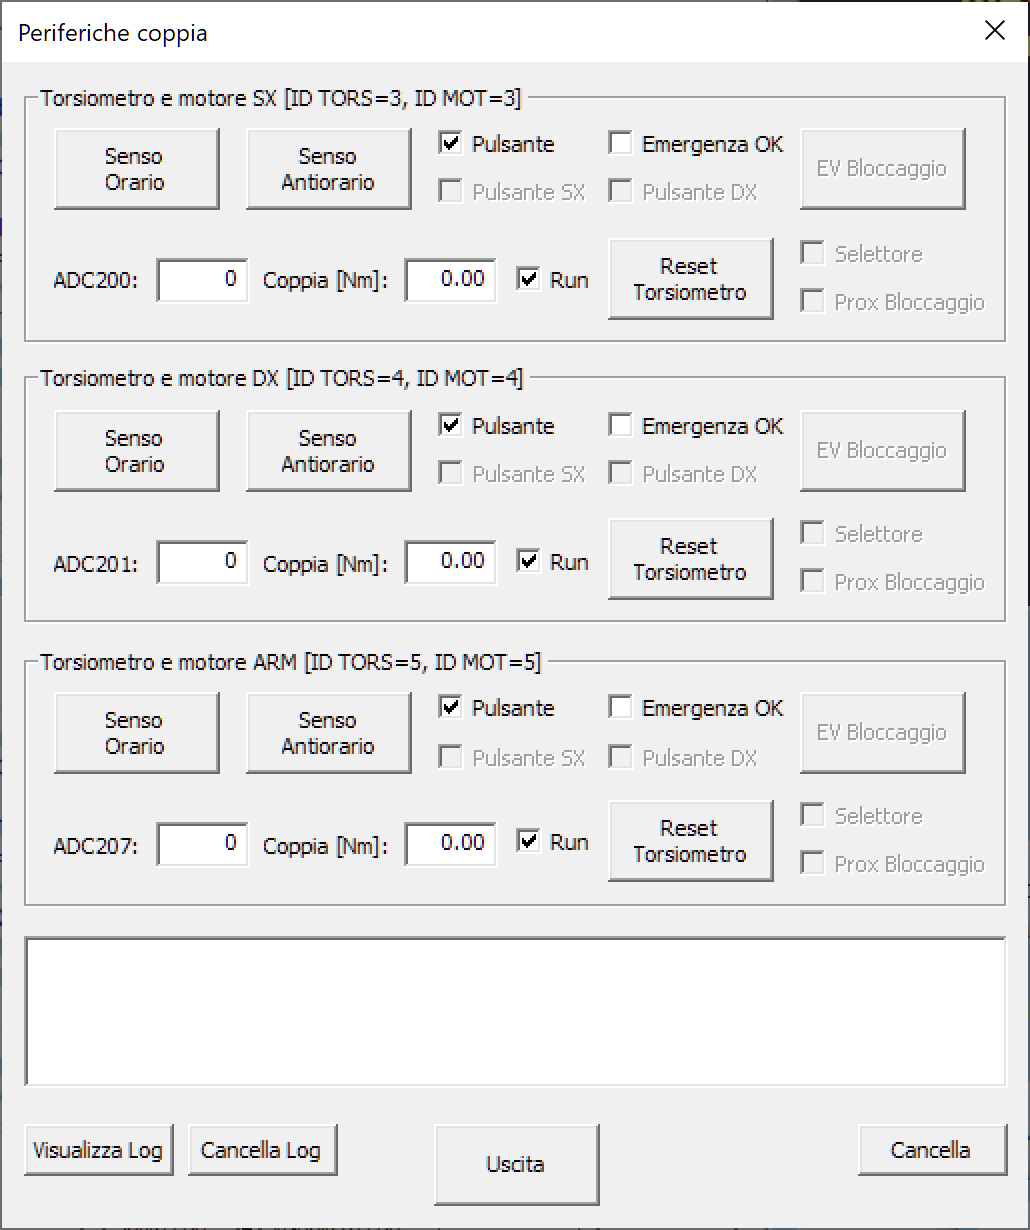 Periferiche coppia
Torsiometro e motore SX [ID TORS=3, ID MOT=3]
Senso
Orario
Senso
Antiorario
Pulsante
Emergenza OK
Pulsante SX
Pulsante DX
EV Bloccaggio
ADC200:
0
Coppia [Nm]:
0.00
Run
Reset
Torsiometro
Selettore
Prox Bloccaggio
Torsiometro e motore DX [ID TORS=4, ID MOT=4]
Senso
Orario
Senso
Antiorario
Pulsante
Emergenza OK
Pulsante SX
Pulsante DX
EV Bloccaggio
ADC201:
0
Coppia [Nm]:
0.00
Run
Reset
Torsiometro
Selettore
Prox Bloccaggio
Torsiometro e motore ARM [ID TORS=5, ID MOT=5]
Senso
Orario
Senso
Antiorario
Pulsante
Emergenza OK
Pulsante SX
Pulsante DX
EV Bloccaggio
ADC207:
0
Coppia [Nm]:
0.00
Run
Reset
Torsiometro
Selettore
Prox Bloccaggio
Visualizza Log
Cancella Log
Uscita
Cancella